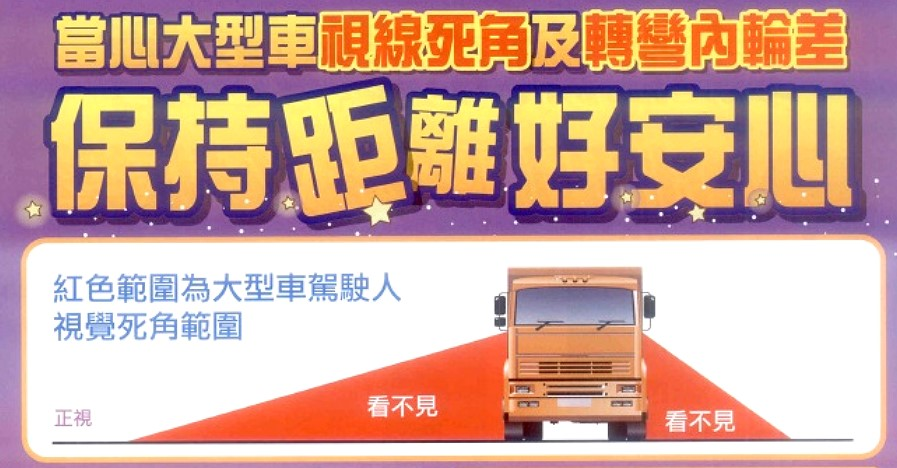 當心大型車視線死角及轉彎內輪差
保持距離好安心
紅色範圍為大型車駕駛人
視覺死角範圍
看不見
看不見
正視